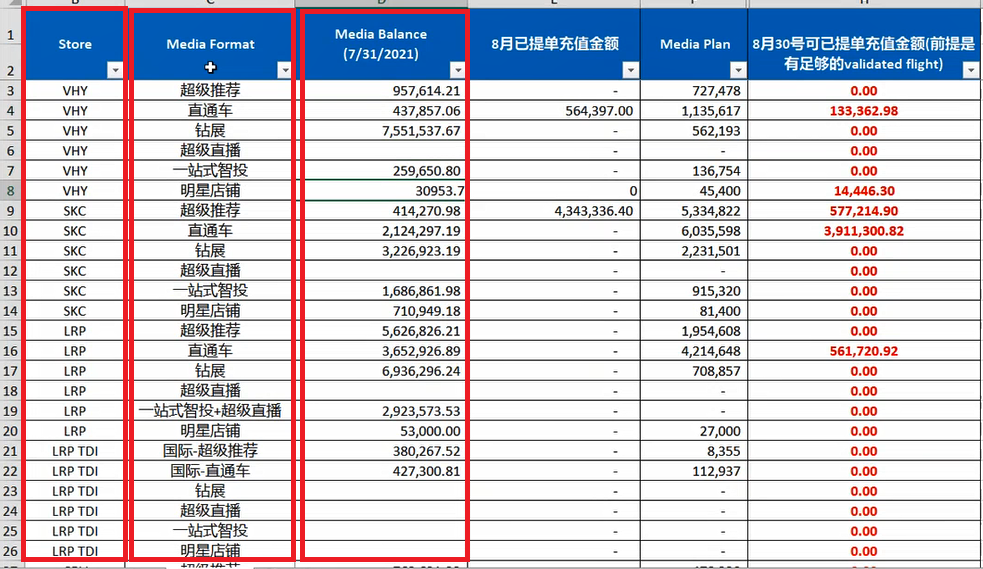 1 Store Media Format Media Balance (7/31/2021) 8月已提单充值金额 Media Plan 8月30号可已提单充值金额(前提是
2 有足够的validated flight)
3 VHY 超级推荐 957,614.21 - 727,478 0.00
4 VHY 直通车 437,857.06 564,397.00 1,135,617 133,362.98
5 VHY 钻展 7,551,537.67 - 562,193 0.00
6 VHY 超级直播 - - 0.00
7 VHY 一站式智投 259,650.80 - 136,754 0.00
8 VHY 明星店铺 30953.7 0 45,400 14,446.30
9 SKC 超级推荐 414,270.98 4,343,336.40 5,334,822 577,214.90
10 SKC 直通车 2,124,297.19 - 6,035,598 3,911,300.82
11 SKC 钻展 3,226,923.19 - 2,231,501 0.00
12 SKC 超级直播 - - 0.00
13 SKC 一站式智投 1,686,861.98 - 915,320 0.00
14 SKC 明星店铺 710,949.18 - 81,400 0.00
15 LRP 超级推荐 5,626,826.21 - 1,954,608 0.00
16 LRP 直通车 3,652,926.89 - 4,214,648 561,720.92
17 LRP 钻展 6,936,296.24 - 708,857 0.00
18 LRP 超级直播 - - 0.00
19 LRP 一站式智投+超级直播 2,923,573.53 - - 0.00
20 LRP 明星店铺 53,000.00 - 27,000 0.00
21 LRP TDI 国际-超级推荐 380,267.52 - 8,355 0.00
22 LRP TDI 国际-直通车 427,300.81 - 112,937 0.00
23 LRP TDI 钻展 - - 0.00
24 LRP TDI 超级直播 - - 0.00
25 LRP TDI 一站式智投 - - 0.00
26 LRP TDI 明星店铺 - - 0.00